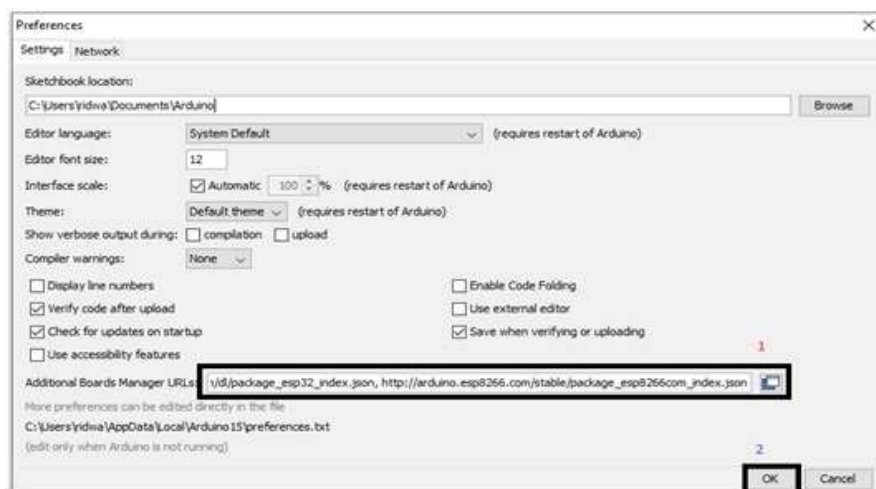 Preferences
Settings Network
Sketchbook location:
C:\Users\ridwa\Documents\Arduino Browse
Editor language: System Default (requires restart of Arduino)
Editor font size: 12
Interface scale: Automatic 100 % (requires restart of Arduino)
Theme: Default theme (requires restart of Arduino)
Show verbose output during: compilation upload
Compiler warnings: None
Display line numbers Enable Code Folding
Verify code after upload Use external editor
Check for updates on startup Save when verifying or uploading
1
Use accessibility features
Additional Boards Manager URLs: /dl/package_esp32_index.json, http://arduino.esp8266.com/stable/package_esp8266com_index.json
More preferences can be edited directly in the file
C:\Users\ridwa\AppData\Local\Arduino15\preferences.txt
(edit only when Arduino is not running)
2
OK Cancel